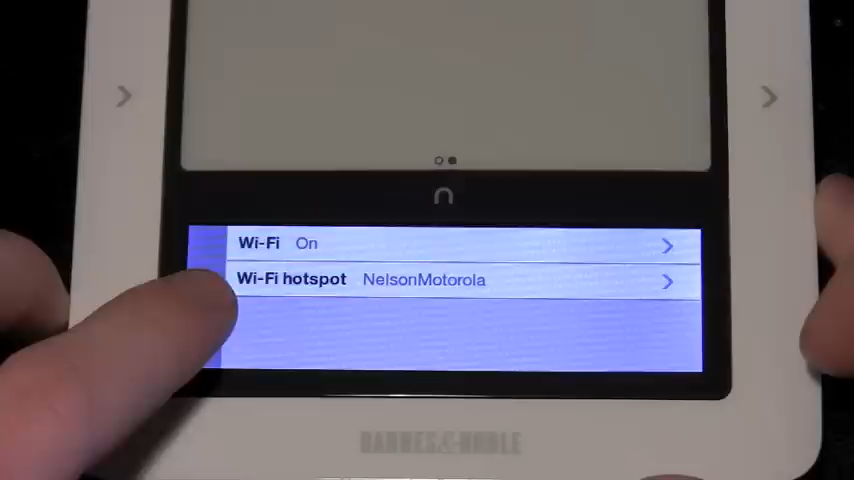 n
Wi-Fi On
Wi-Fi hotspot NelsonMotorola
BARNES & NOBLE